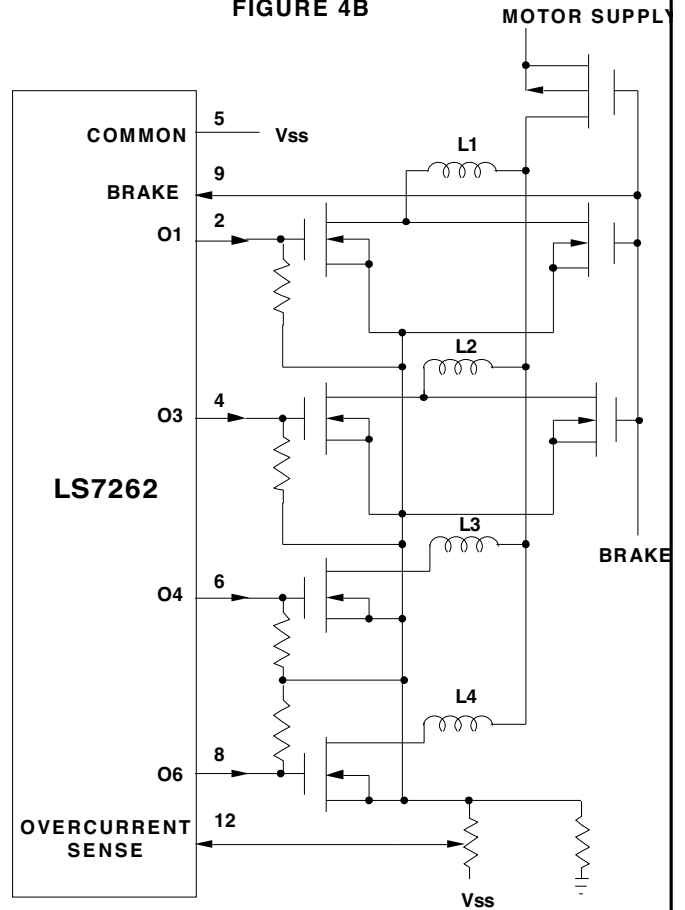 FIGURE 4B
MOTOR SUPPLY
5
COMMON
Vss
L1
9
BRAKE
2
O1
L2
4
O3
LS7262
L3
BRAKE
6
O4
L4
8
O6
12
OVERCURRENT
SENSE
Vss